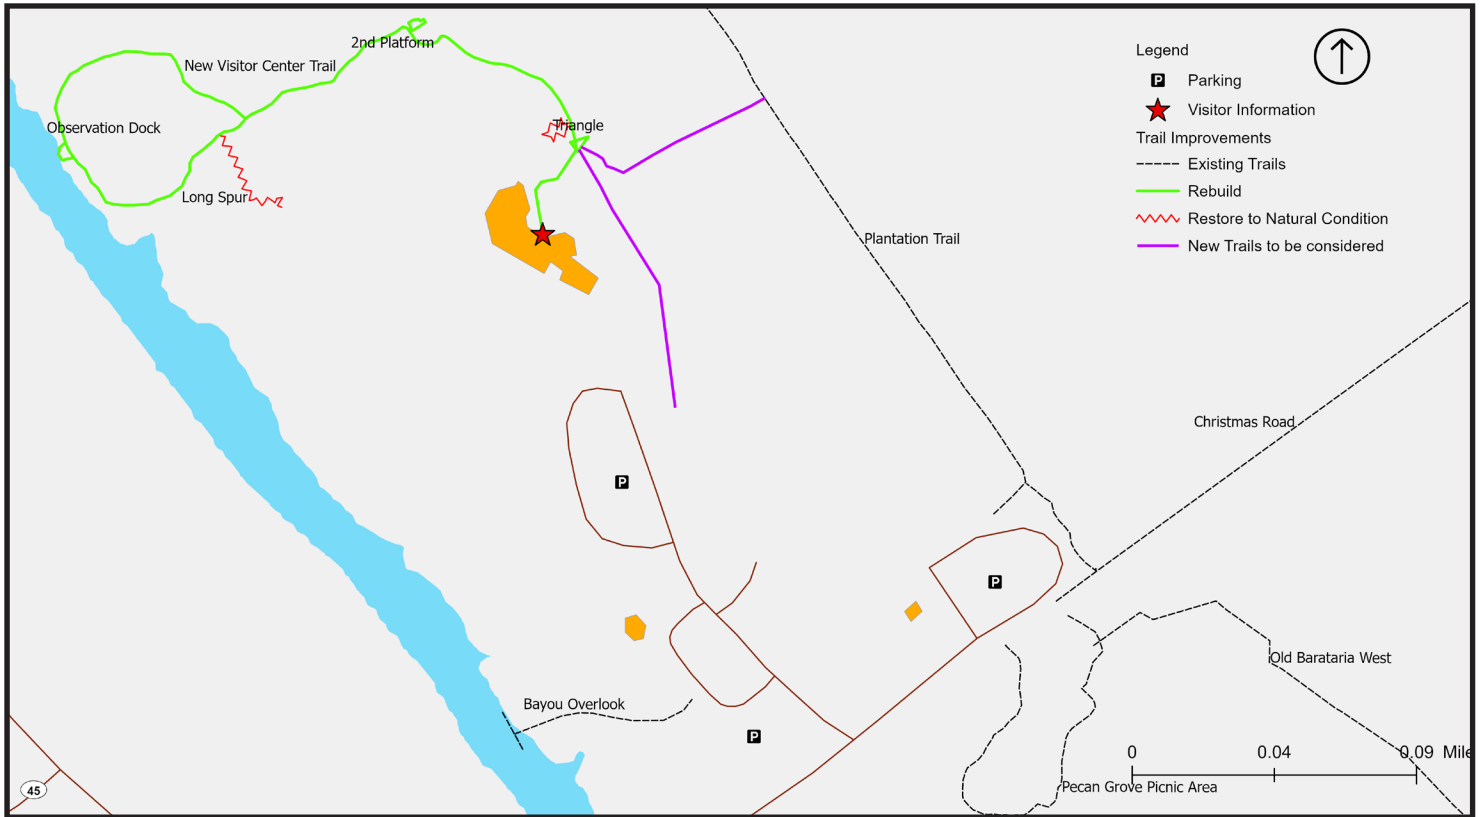 2nd Platform
New Visitor Center Trail
Observation Dock
Triangle
Long Spur
Legend
P Parking
Visitor Information
Trail Improvements
Existing Trails
Rebuild
Restore to Natural Condition
New Trails to be considered
Plantation Trail
Christmas Road
P
P
Old Barataria West
Bayou Overlook
P
0 0.04 0.09 Mile
Pecan Grove Picnic Area
45